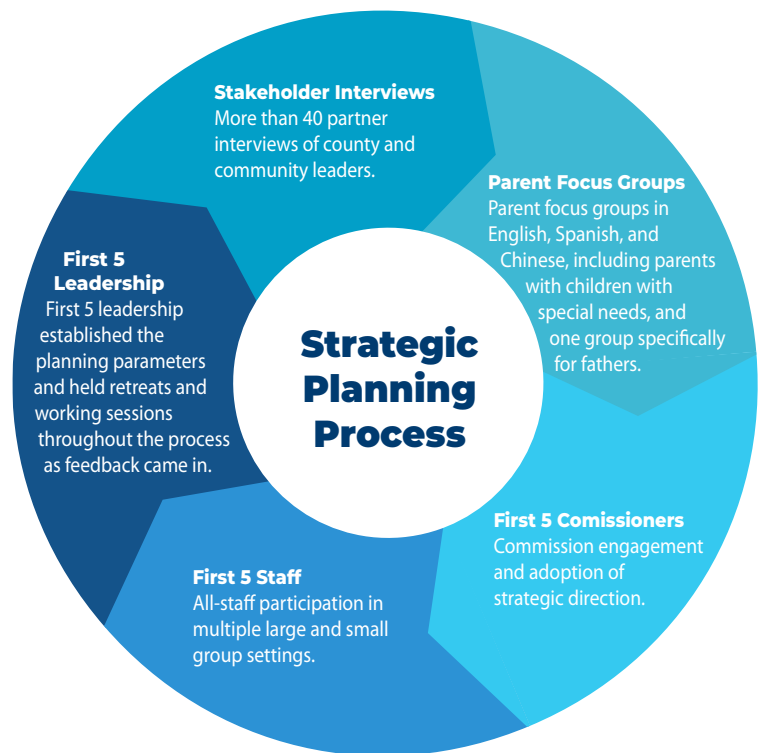 Stakeholder Interviews
More than 40 partner
interviews of county and
community leaders.
Parent Focus Groups
Parent focus groups in
English, Spanish, and
Chinese, including parents
with children with
special needs, and
one group specifically
for fathers.
First 5 Comissioners
Commission engagement
and adoption of
strategic direction.
First 5 Staff
All-staff participation in
multiple large and small
group settings.
First 5
Leadership
First 5 leadership
established the
planning parameters
and held retreats and
working sessions
throughout the process
as feedback came in.
Strategic
Planning
Process